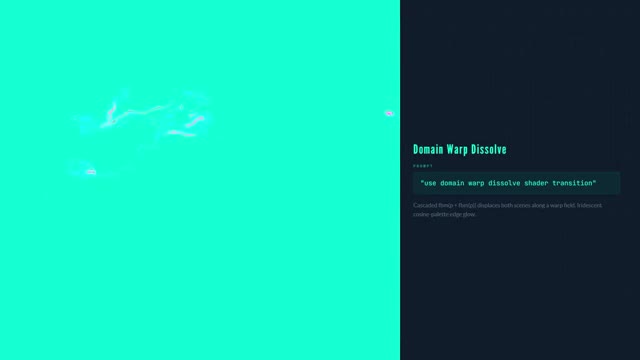 Domain Warp Dissolve
PROMPT
"use domain warp dissolve shader transition"
Cascaded fbm(p + fbm(p)) displaces both scenes along a warp field. Iridescent
cosine-palette edge glow.